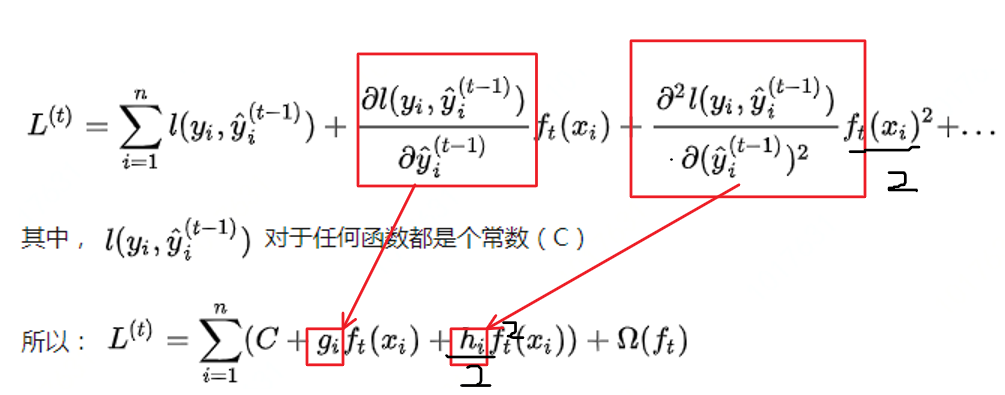 L^{(t)} = \sum_{i=1}^{n} l(y_i, \hat{y}_i^{(t-1)}) + \frac{\partial l(y_i, \hat{y}_i^{(t-1)})}{\partial \hat{y}_i^{(t-1)}} f_t(x_i) + \frac{\partial^2 l(y_i, \hat{y}_i^{(t-1)})}{\partial (\hat{y}_i^{(t-1)})^2} \frac{f_t(x_i)^2}{2} + \dots
其中， l(y_i, \hat{y}_i^{(t-1)}) 对于任何函数都是个常数（C）
所以： L^{(t)} = \sum_{i=1}^{n} (C + g_i f_t(x_i) + \frac{h_i}{2} f_t^2(x_i)) + \Omega(f_t)